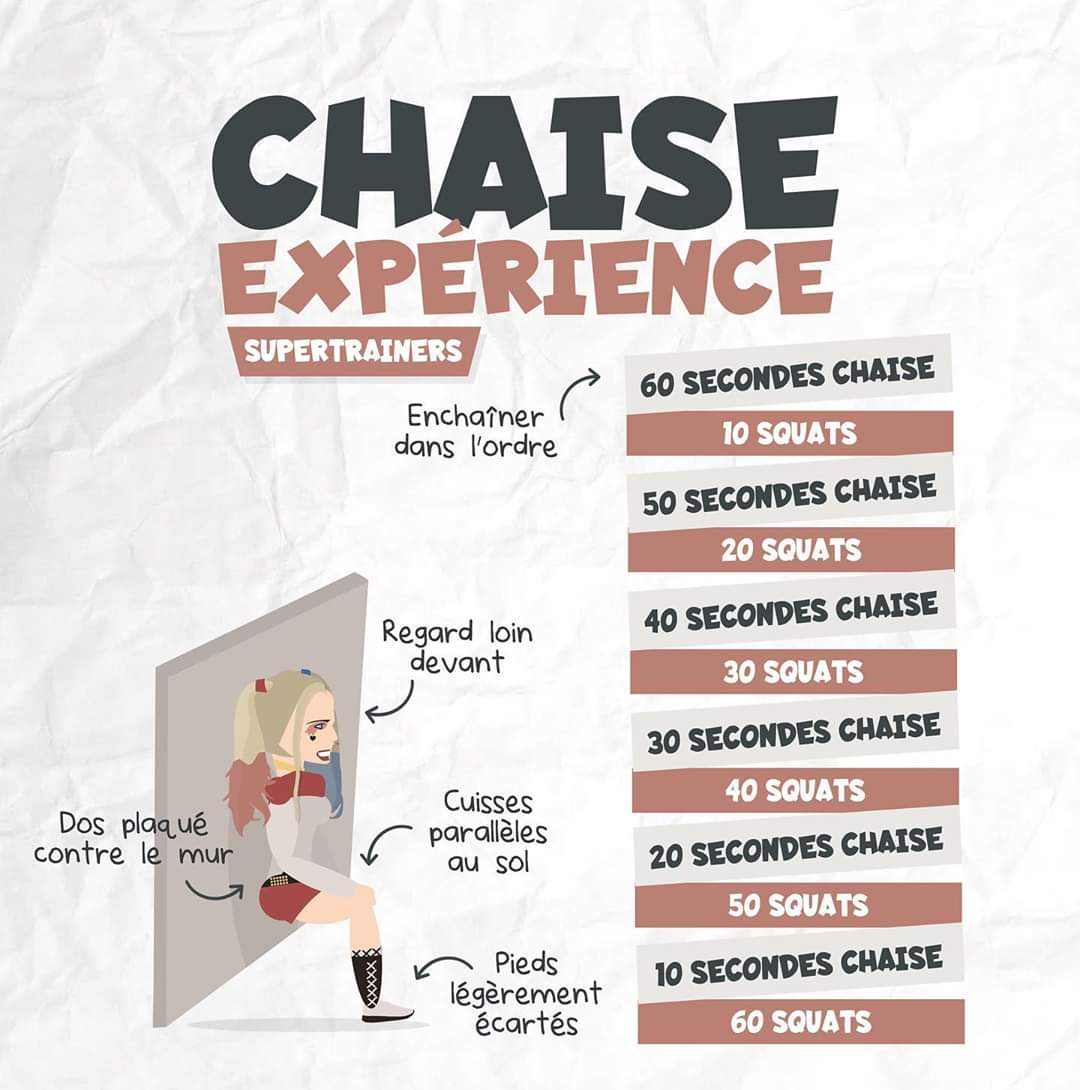 CHAISE
EXPÉRIENCE
SUPERTRAINERS
Enchaîner
dans l'ordre
60 SECONDES CHAISE
10 SQUATS
50 SECONDES CHAISE
20 SQUATS
40 SECONDES CHAISE
30 SQUATS
30 SECONDES CHAISE
40 SQUATS
20 SECONDES CHAISE
50 SQUATS
10 SECONDES CHAISE
60 SQUATS
Regard loin
devant
Dos plaqué
contre le mur
Cuisses
parallèles
au sol
Pieds
légèrement
écartés